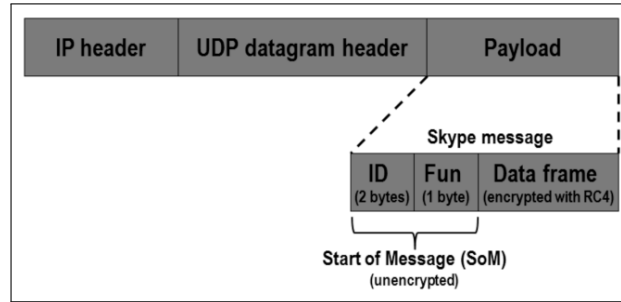 IP header
UDP datagram header
Payload
Skype message
ID
(2 bytes)
Fun
(1 byte)
Data frame
(encrypted with RC4)
Start of Message (SoM)
(unencrypted)